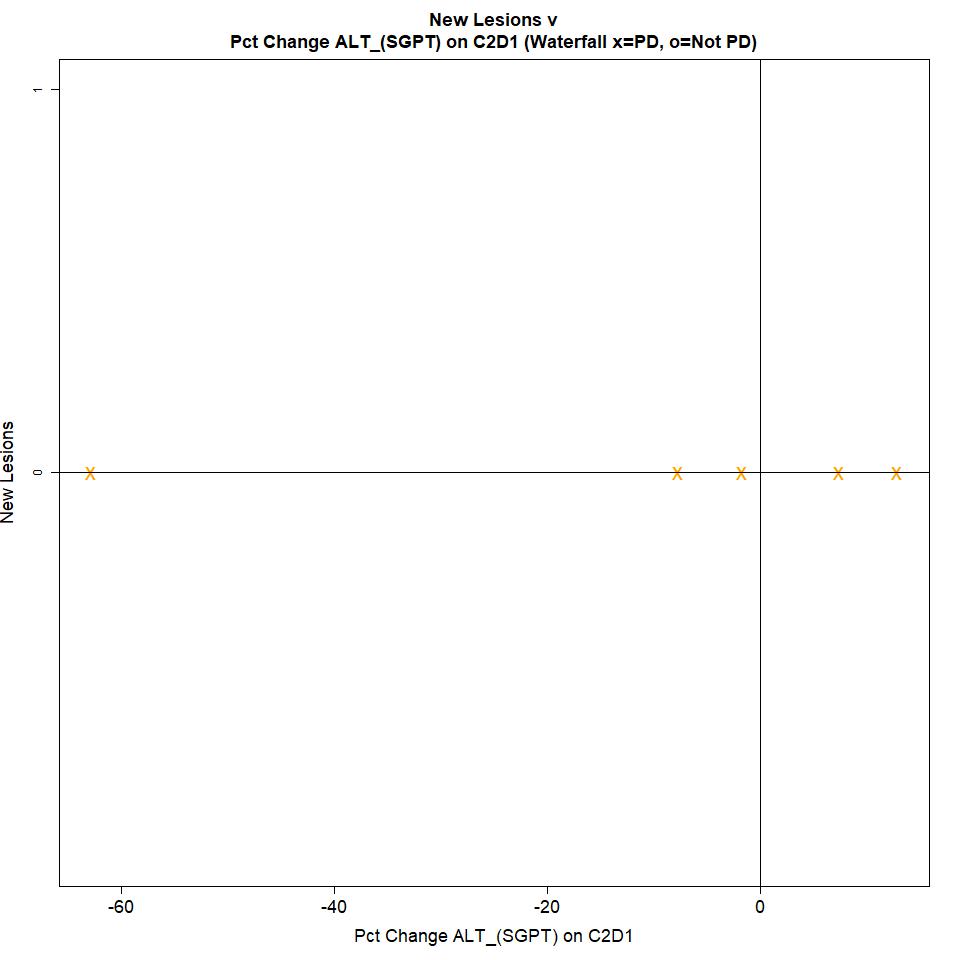 New Lesions v
Pct Change ALT_(SGPT) on C2D1 (Waterfall x=PD, o=Not PD)
1
0
New Lesions
X X X X X
-60 -40 -20 0
Pct Change ALT_(SGPT) on C2D1